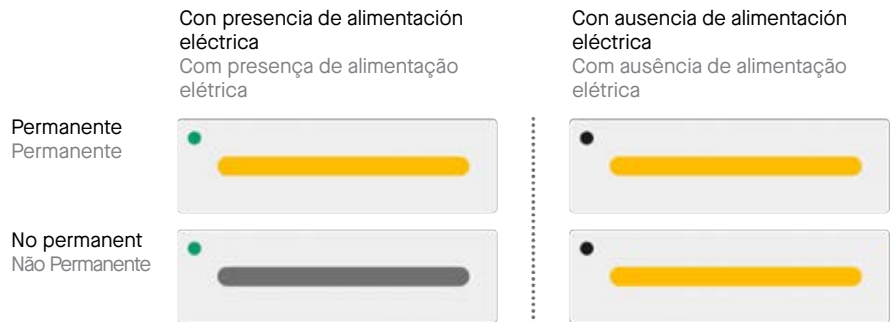 Con presencia de alimentación
eléctrica
Com presença de alimentação
elétrica
Con ausencia de alimentación
eléctrica
Com ausência de alimentação
elétrica
Permanente
Permanente
No permanent
Não Permanente